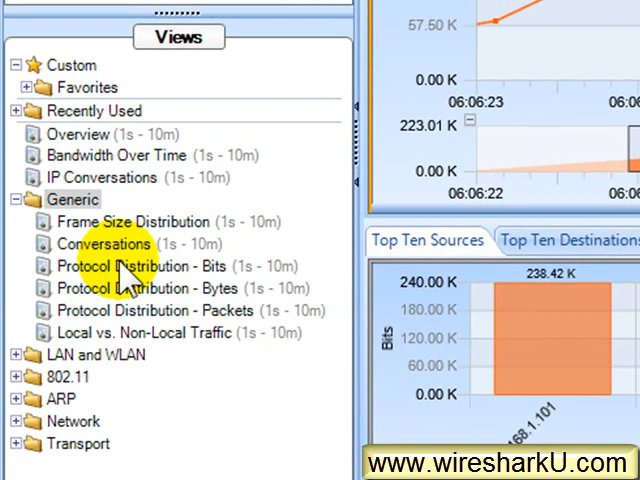 Views
Custom
Favorites
Recently Used
Overview (1s - 10m)
Bandwidth Over Time (1s - 10m)
IP Conversations (1s - 10m)
Generic
Frame Size Distribution (1s - 10m)
Conversations (1s - 10m)
Protocol Distribution - Bits (1s - 10m)
Protocol Distribution - Bytes (1s - 10m)
Protocol Distribution - Packets (1s - 10m)
Local vs. Non-Local Traffic (1s - 10m)
LAN and WLAN
802.11
ARP
Network
Transport
57.50 K
0.00 K
06:06:23 06:0
223.01 K
0.00 K
06:06:22 06:0
Top Ten Sources Top Ten Destinations
238.42 K
240.00 K
180.00 K
120.00 K
60.00 K
0.00 K
Bits
168.1.101
www.wiresharkU.com